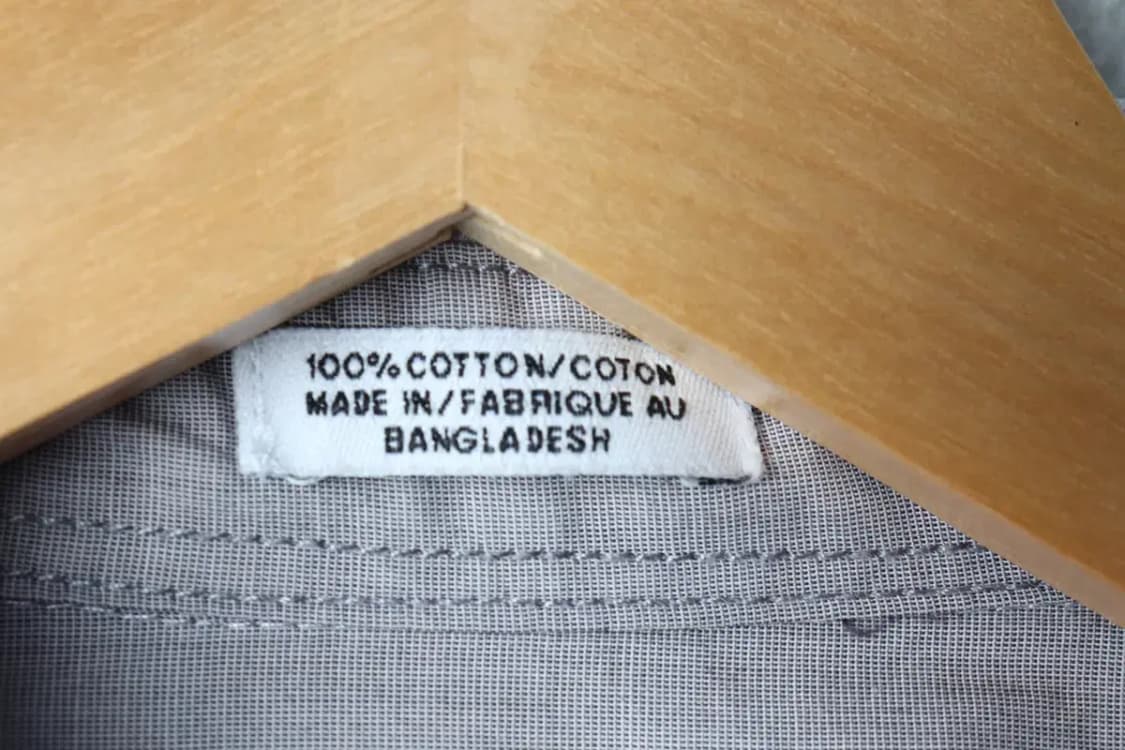 100% COTTON/COTON
MADE IN/FABRIQUE AU
BANGLADESH